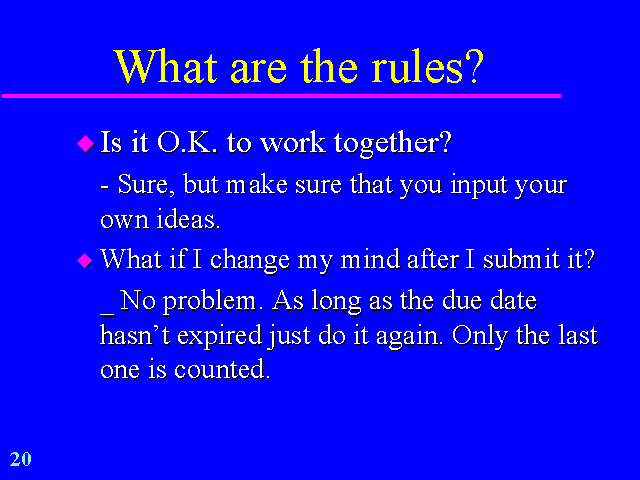 What are the rules?
Is it O.K. to work together?
- Sure, but make sure that you input your
own ideas.
What if I change my mind after I submit it?
_ No problem. As long as the due date
hasn’t expired just do it again. Only the last
one is counted.
20